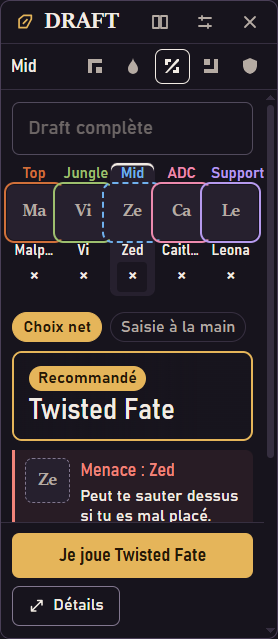 DRAFT
Mid
Draft complète
Top Jungle Mid ADC Support
Ma Vi Ze Ca Le
Malp... Vi Zed Caitl... Leona
× × × × ×
Choix net Saisie à la main
Recommandé
Twisted Fate
Ze
Menace : Zed
Peut te sauter dessus
si tu es mal placé.
Je joue Twisted Fate
Détails